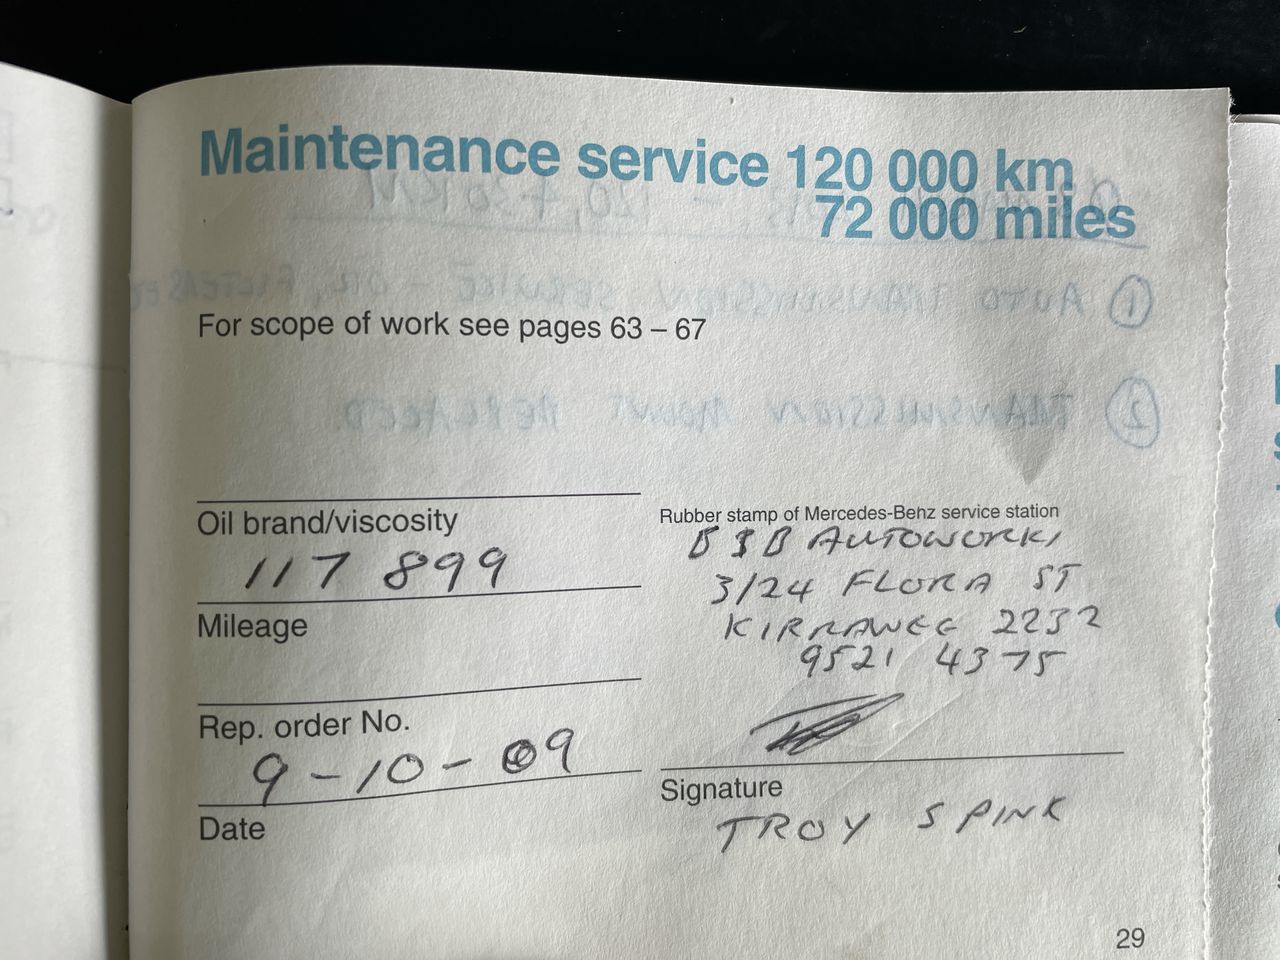 Maintenance service 120 000 km
72 000 miles
For scope of work see pages 63 – 67
Oil brand/viscosity
117 899
Mileage
Rep. order No.
9-10-09
Date
Rubber stamp of Mercedes-Benz service station
B & B AUTOWORKS
3/24 FLORA ST
KIRRAWEE 2232
9521 4375
Signature
TROY SPINK
29